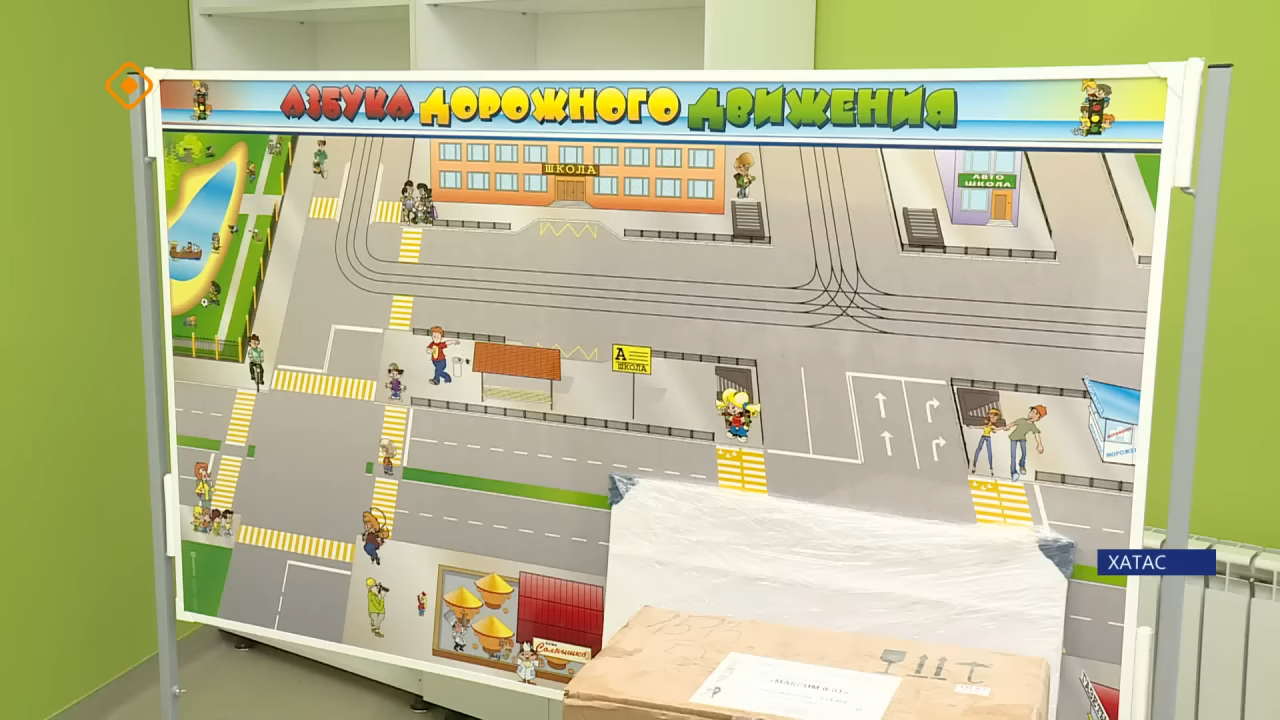 АЗБУКА ДОРОЖНОГО ДВИЖЕНИЯ
ШКОЛА
АВТО
ШКОЛА
А
ШКОЛА
ХАТАС
Солнышко